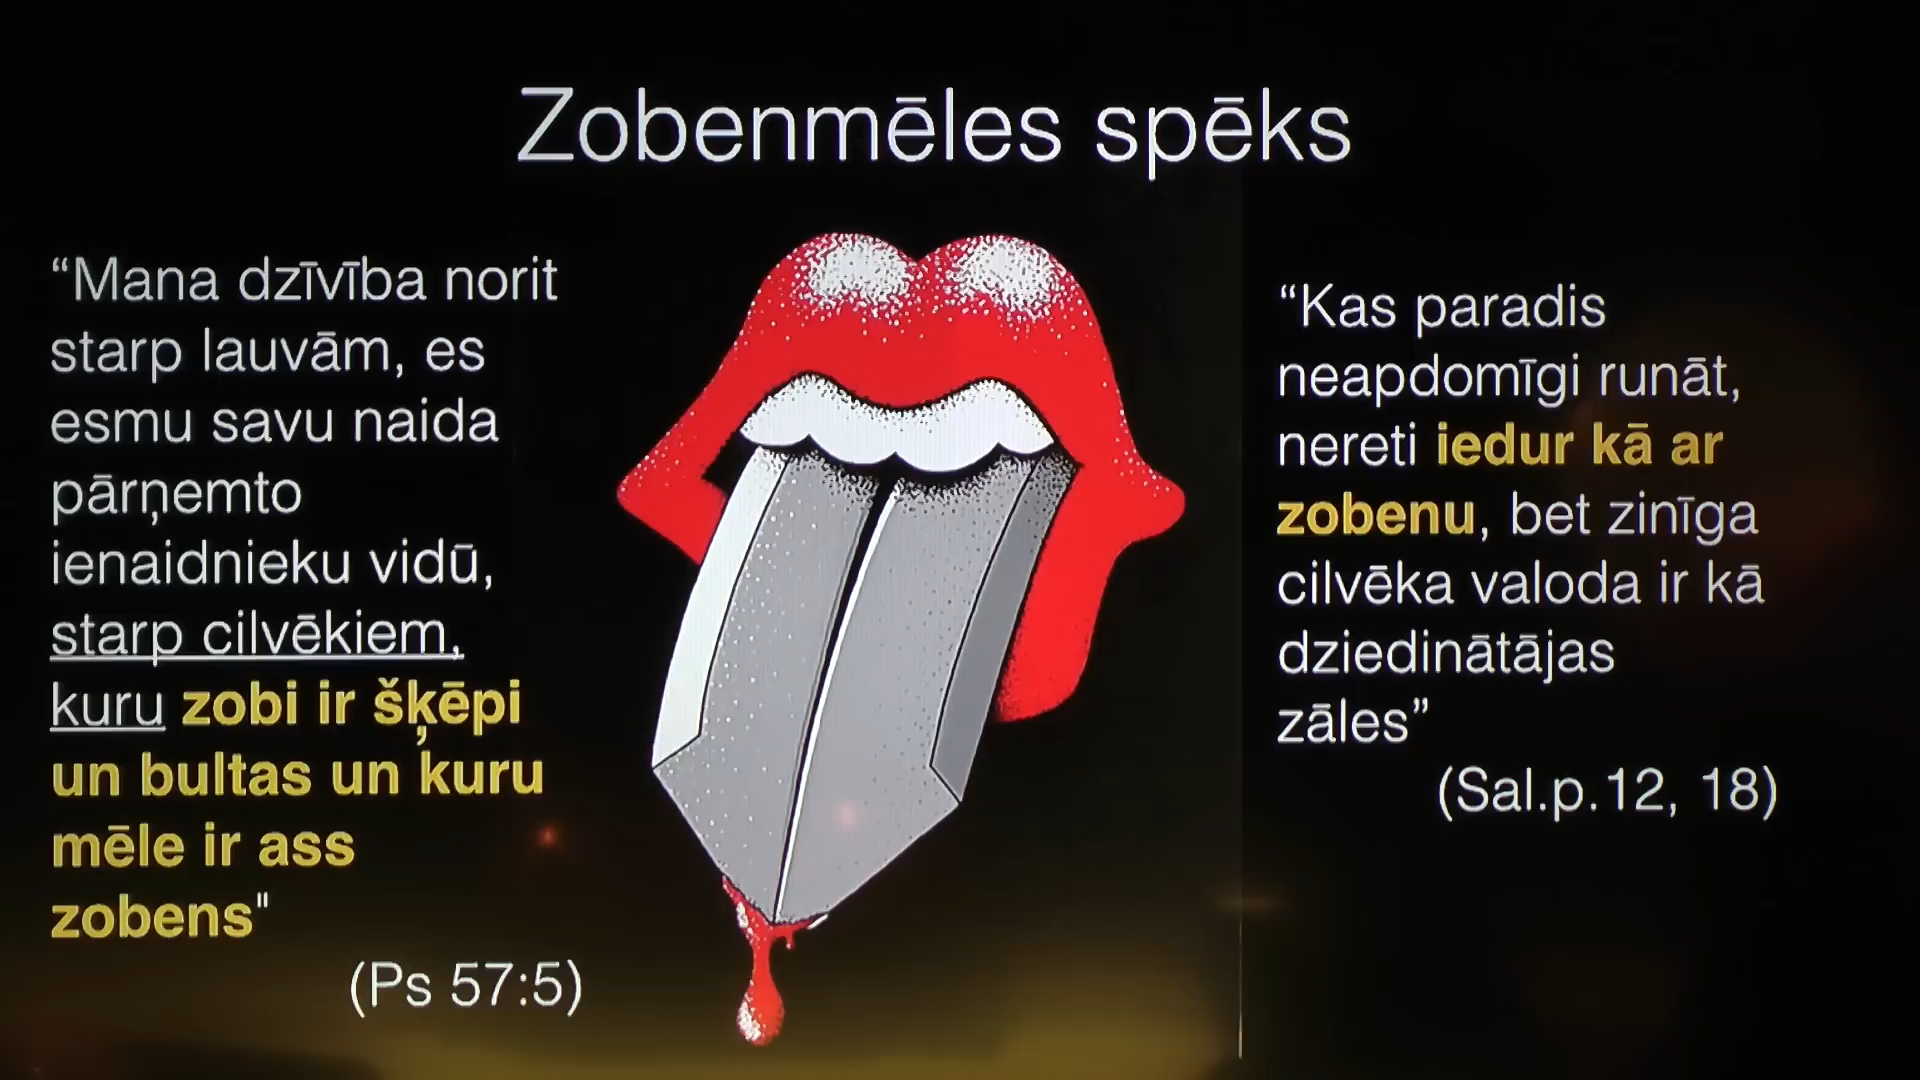 Zobenmēles spēks
“Mana dzīvība norit
starp lauvām, es
esmu savu naida
pārņemto
ienaidnieku vidū,
starp cilvēkiem,
kuru zobi ir šķēpi
un bultas un kuru
mēle ir ass
zobens"
(Ps 57:5)
“Kas paradis
neapdomīgi runāt,
nereti iedur kā ar
zobenu, bet zinīga
cilvēka valoda ir kā
dziedinātājas
zāles”
(Sal.p.12, 18)